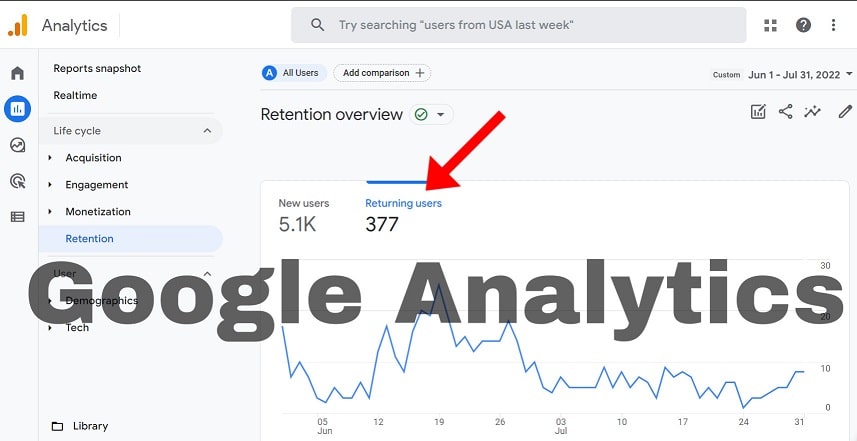 Analytics
Try searching "users from USA last week"
Reports snapshot
Realtime
Life cycle
Acquisition
Engagement
Monetization
Retention
User
Demographics
Tech
Library
A All Users
Add comparison +
Custom Jun 1 - Jul 31, 2022
Retention overview
New users
5.1K
Returning users
377
Google Analytics
30
20
10
0
05
Jun
12
19
26
03
Jul
10
17
24
31